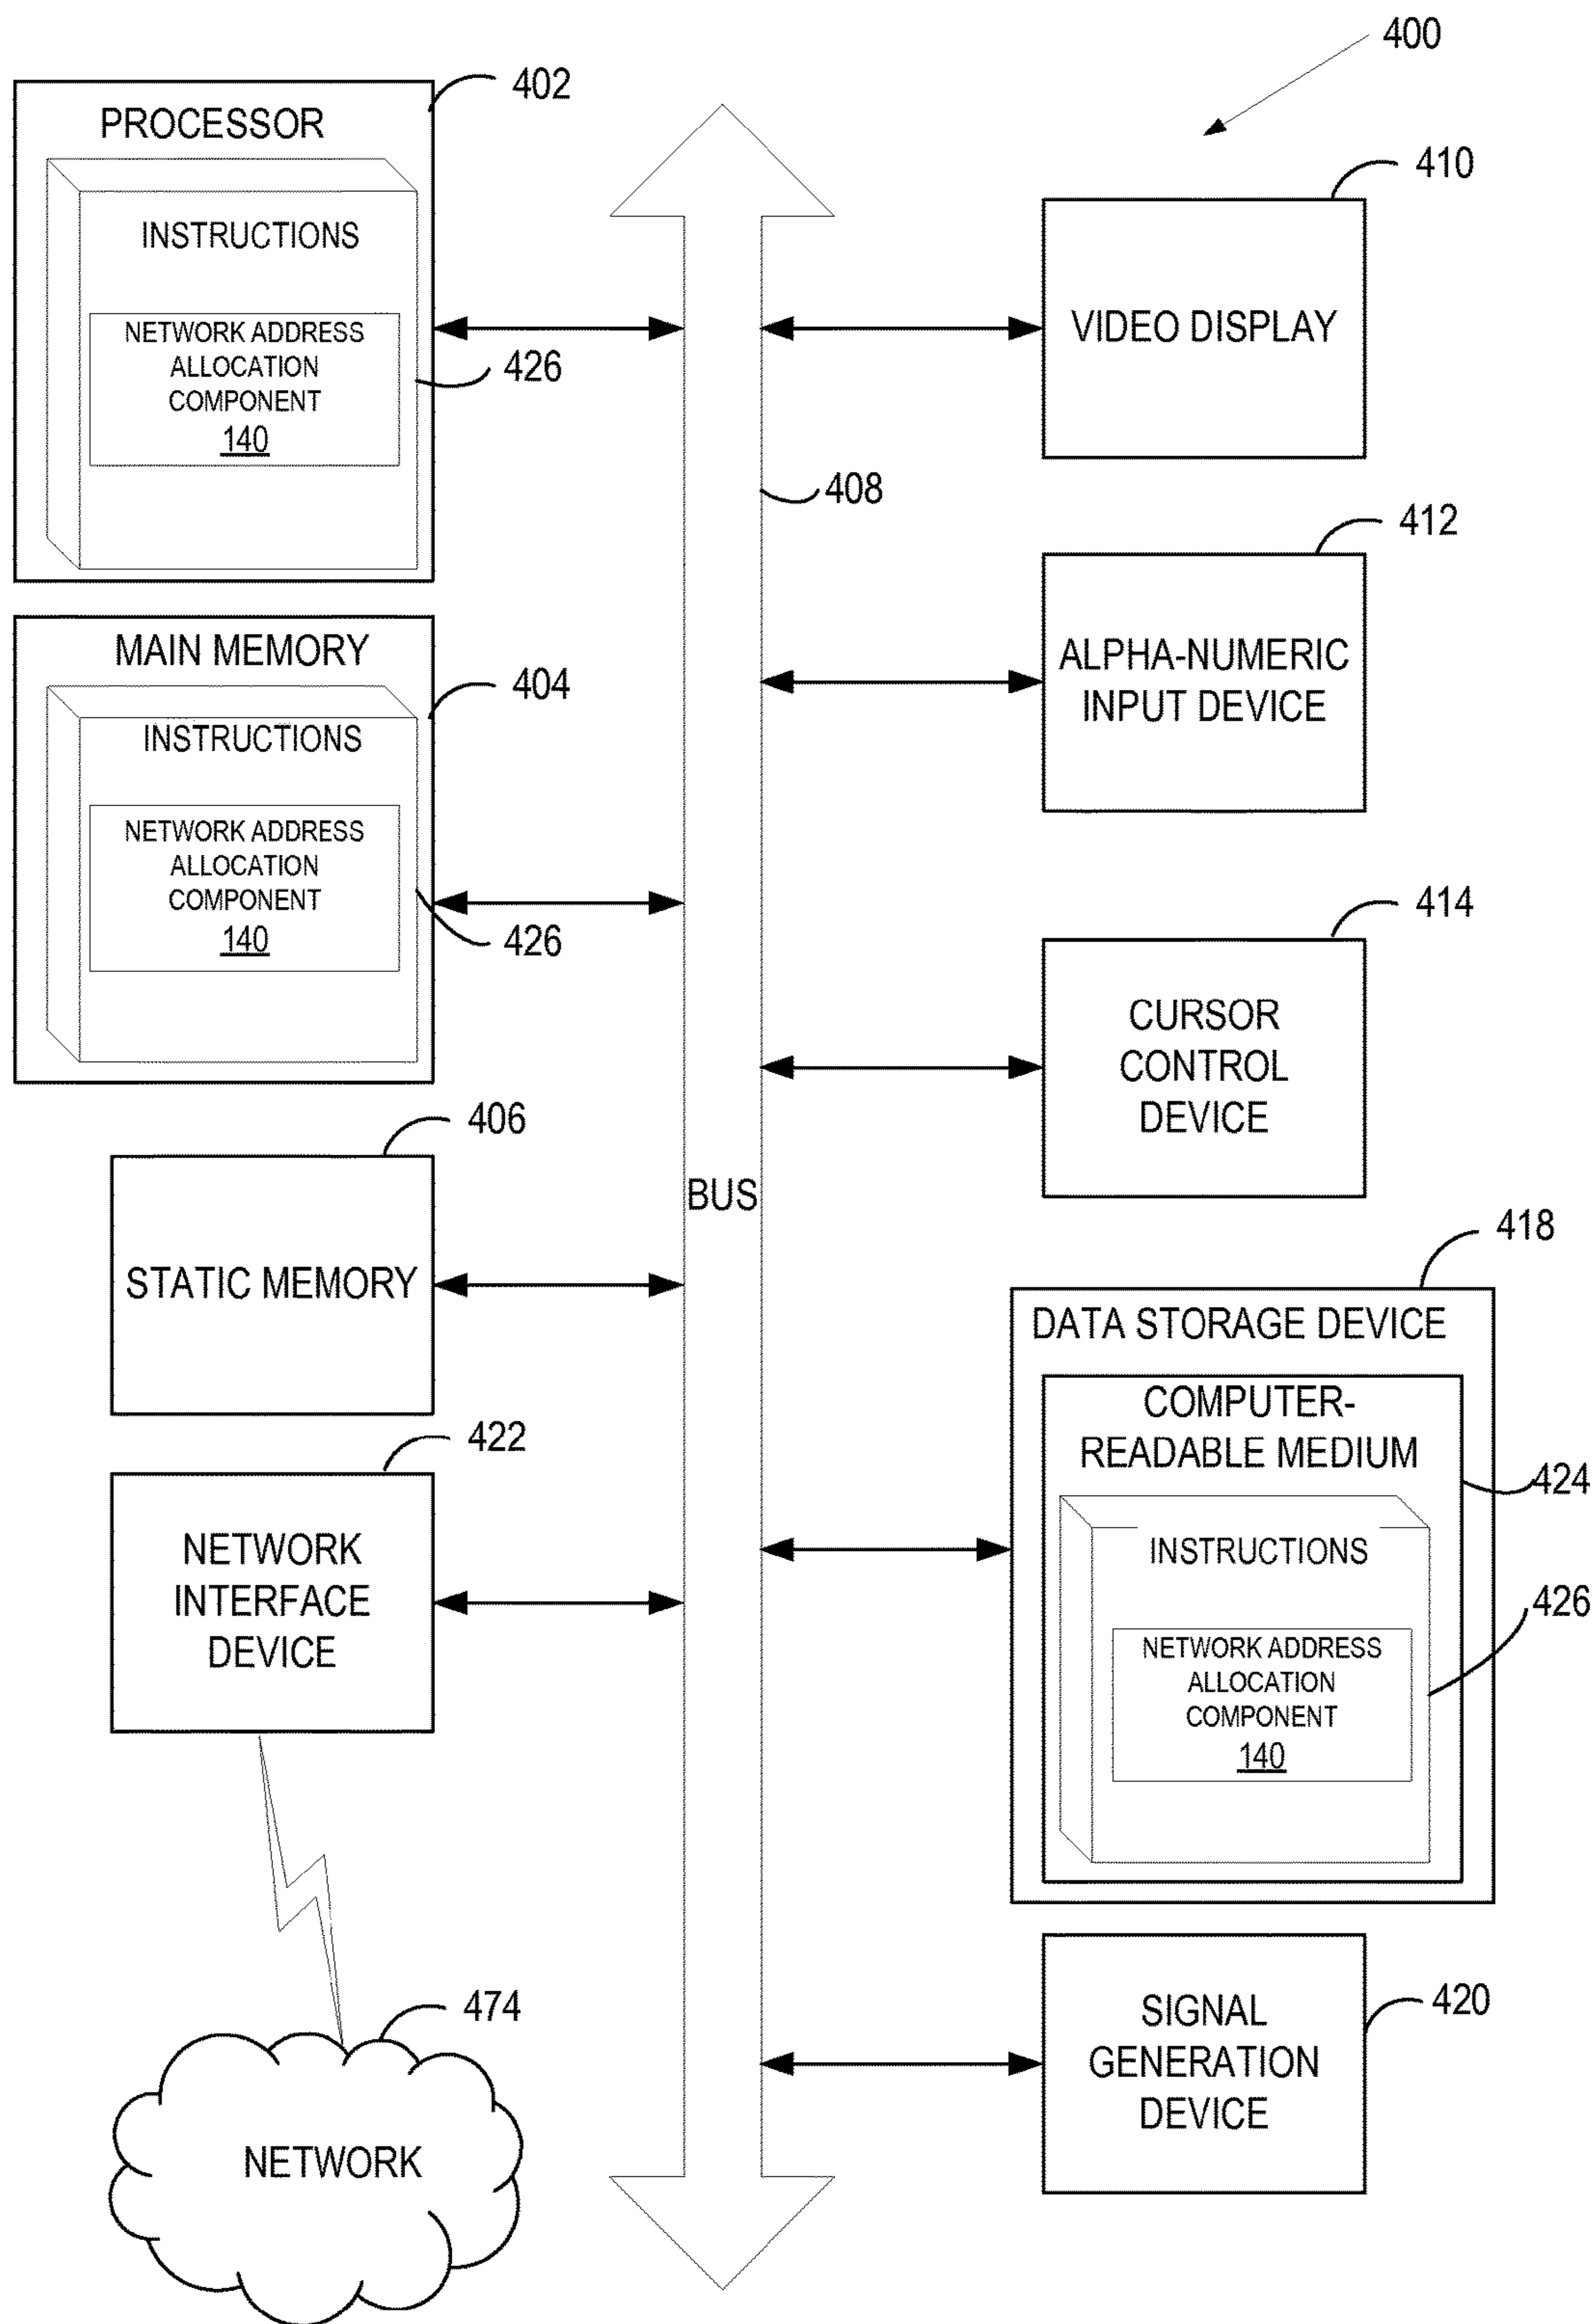 400
402
PROCESSOR
INSTRUCTIONS
NETWORK ADDRESS
ALLOCATION
COMPONENT
140
426
MAIN MEMORY
404
INSTRUCTIONS
NETWORK ADDRESS
ALLOCATION
COMPONENT
140
426
406
STATIC MEMORY
422
NETWORK
INTERFACE
DEVICE
474
NETWORK
408
BUS
410
VIDEO DISPLAY
412
ALPHA-NUMERIC
INPUT DEVICE
414
CURSOR
CONTROL
DEVICE
418
DATA STORAGE DEVICE
COMPUTER-
READABLE MEDIUM
424
INSTRUCTIONS
426
NETWORK ADDRESS
ALLOCATION
COMPONENT
140
SIGNAL
GENERATION
DEVICE
420